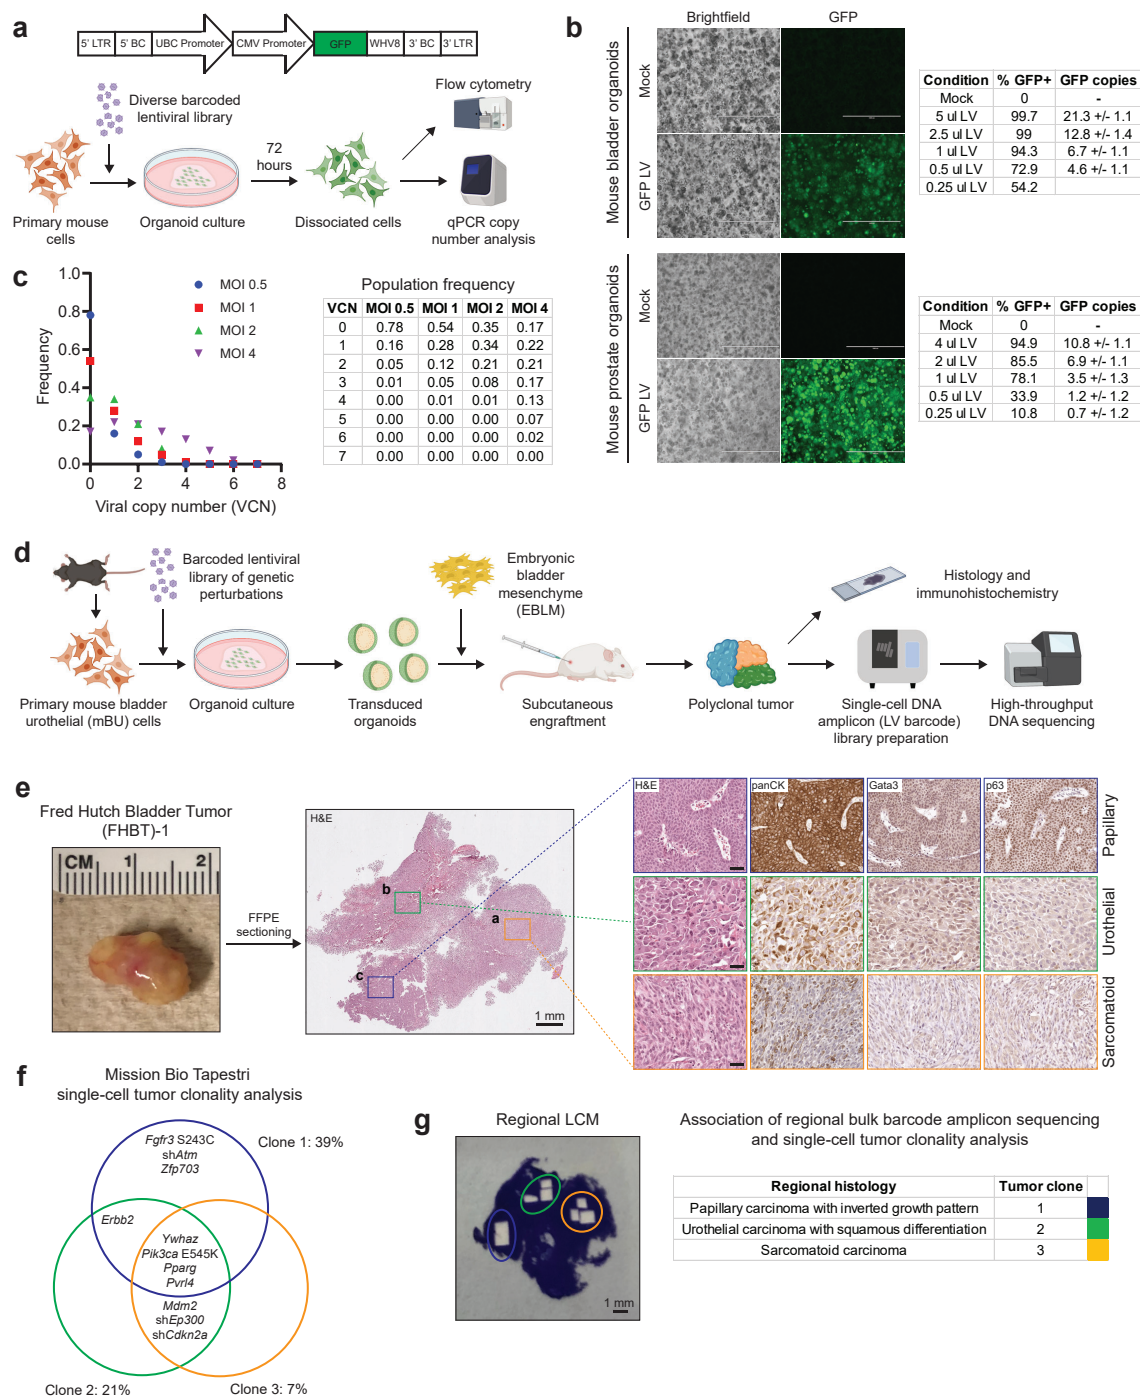 a
5' LTR 5' BC UBC Promoter CMV Promoter GFP WHV8 3' BC 3' LTR
Diverse barcoded
lentiviral library
72
hours
Flow cytometry
Primary mouse
cells
Organoid culture
Dissociated cells
qPCR copy
number analysis
b
Brightfield GFP
Mouse bladder organoids
Mock
GFP LV
Condition % GFP+ GFP copies
Mock 0 -
5 ul LV 99.7 21.3 +/- 1.1
2.5 ul LV 99 12.8 +/- 1.4
1 ul LV 94.3 6.7 +/- 1.1
0.5 ul LV 72.9 4.6 +/- 1.1
0.25 ul LV 54.2
Mouse prostate organoids
Mock
GFP LV
Condition % GFP+ GFP copies
Mock 0 -
4 ul LV 94.9 10.8 +/- 1.1
2 ul LV 85.5 6.9 +/- 1.1
1 ul LV 78.1 3.5 +/- 1.3
0.5 ul LV 33.9 1.2 +/- 1.2
0.25 ul LV 10.8 0.7 +/- 1.2
c
Frequency
1.0
0.8
0.6
0.4
0.2
0.0
0 2 4 6 8
Viral copy number (VCN)
MOI 0.5
MOI 1
MOI 2
MOI 4
Population frequency
VCN MOI 0.5 MOI 1 MOI 2 MOI 4
0 0.78 0.54 0.35 0.17
1 0.16 0.28 0.34 0.22
2 0.05 0.12 0.21 0.21
3 0.01 0.05 0.08 0.17
4 0.00 0.01 0.01 0.13
5 0.00 0.00 0.00 0.07
6 0.00 0.00 0.00 0.02
7 0.00 0.00 0.00 0.00
d
Barcoded lentiviral
library of genetic
perturbations
Embryonic
bladder
mesenchyme
(EBLM)
Histology and
immunohistochemistry
Primary mouse bladder
urothelial (mBU) cells
Organoid culture
Transduced
organoids
Subcutaneous
engraftment
Polyclonal tumor
Single-cell DNA
amplicon (LV barcode)
library preparation
High-throughput
DNA sequencing
e
Fred Hutch Bladder Tumor
(FHBT)-1
CM 1 2
FFPE
sectioning
H&E
b
a
c
1 mm
H&E panCK Gata3 p63
Papillary
Urothelial
Sarcomatoid
f
Mission Bio Tapestri
single-cell tumor clonality analysis
Fgfr3 S243C
shAtm
Zfp703
Clone 1: 39%
Erbb2
Ywhaz
Pik3ca E545K
Pparg
Pvrl4
Mdm2
shEp300
shCdkn2a
Clone 2: 21%
Clone 3: 7%
g
Regional LCM
1 mm
Association of regional bulk barcode amplicon sequencing
and single-cell tumor clonality analysis
Regional histology Tumor clone
Papillary carcinoma with inverted growth pattern 1
Urothelial carcinoma with squamous differentiation 2
Sarcomatoid carcinoma 3